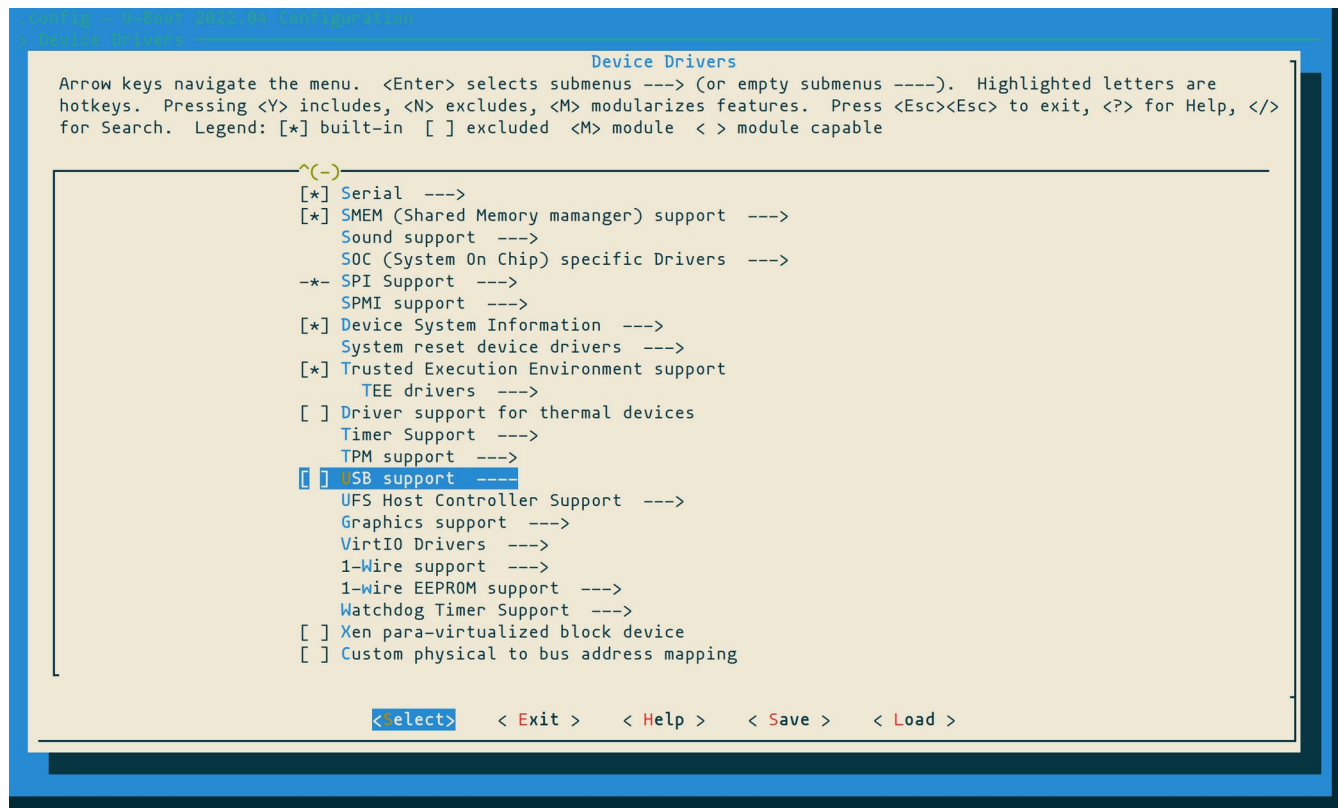 .config - U-Boot 2022.04 Configuration
> Device Drivers
Device Drivers
Arrow keys navigate the menu.  <Enter> selects submenus ---> (or empty submenus ----).  Highlighted letters are
hotkeys.  Pressing <Y> includes, <N> excludes, <M> modularizes features.  Press <Esc><Esc> to exit, <?> for Help, </>
for Search.  Legend: [*] built-in  [ ] excluded  <M> module  < > module capable
^(-)
[*] Serial  --->
[*] SMEM (Shared Memory mamanger) support  --->
Sound support  --->
SOC (System On Chip) specific Drivers  --->
-*- SPI Support  --->
SPMI support  --->
[*] Device System Information  --->
System reset device drivers  --->
[*] Trusted Execution Environment support
TEE drivers  --->
[ ] Driver support for thermal devices
Timer Support  --->
TPM support  --->
[ ] USB support  ----
UFS Host Controller Support  --->
Graphics support  --->
VirtIO Drivers  --->
1-Wire support  --->
1-wire EEPROM support  --->
Watchdog Timer Support  --->
[ ] Xen para-virtualized block device
[ ] Custom physical to bus address mapping
<Select>    < Exit >    < Help >    < Save >    < Load >